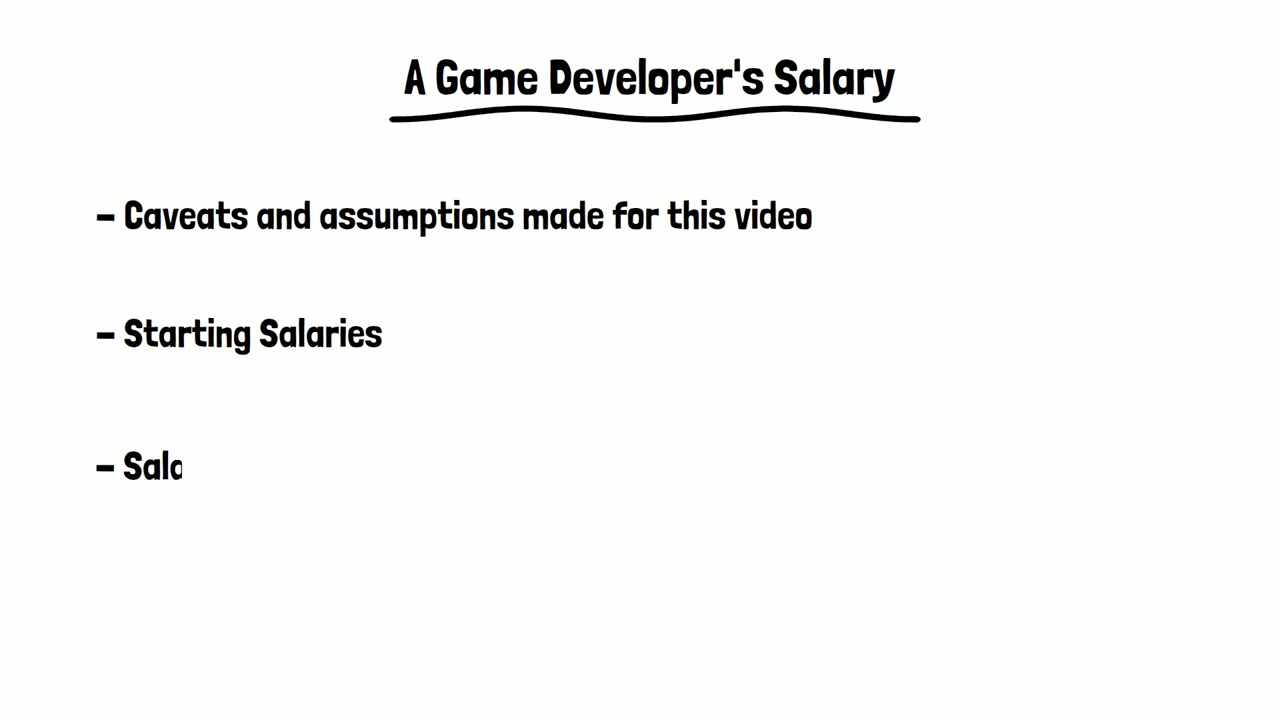 A Game Developer's Salary
– Caveats and assumptions made for this video
– Starting Salaries
– Sala